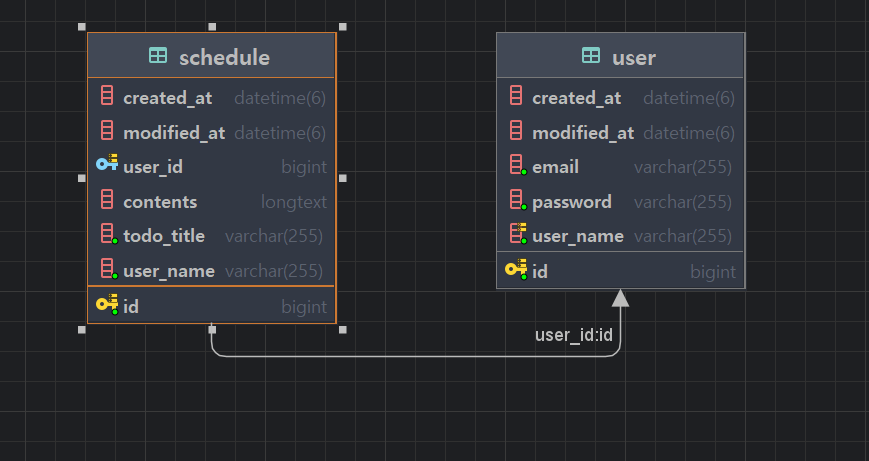 schedule
created_at datetime(6)
modified_at datetime(6)
user_id bigint
contents longtext
todo_title varchar(255)
user_name varchar(255)
id bigint
user
created_at datetime(6)
modified_at datetime(6)
email varchar(255)
password varchar(255)
user_name varchar(255)
id bigint
user_id:id